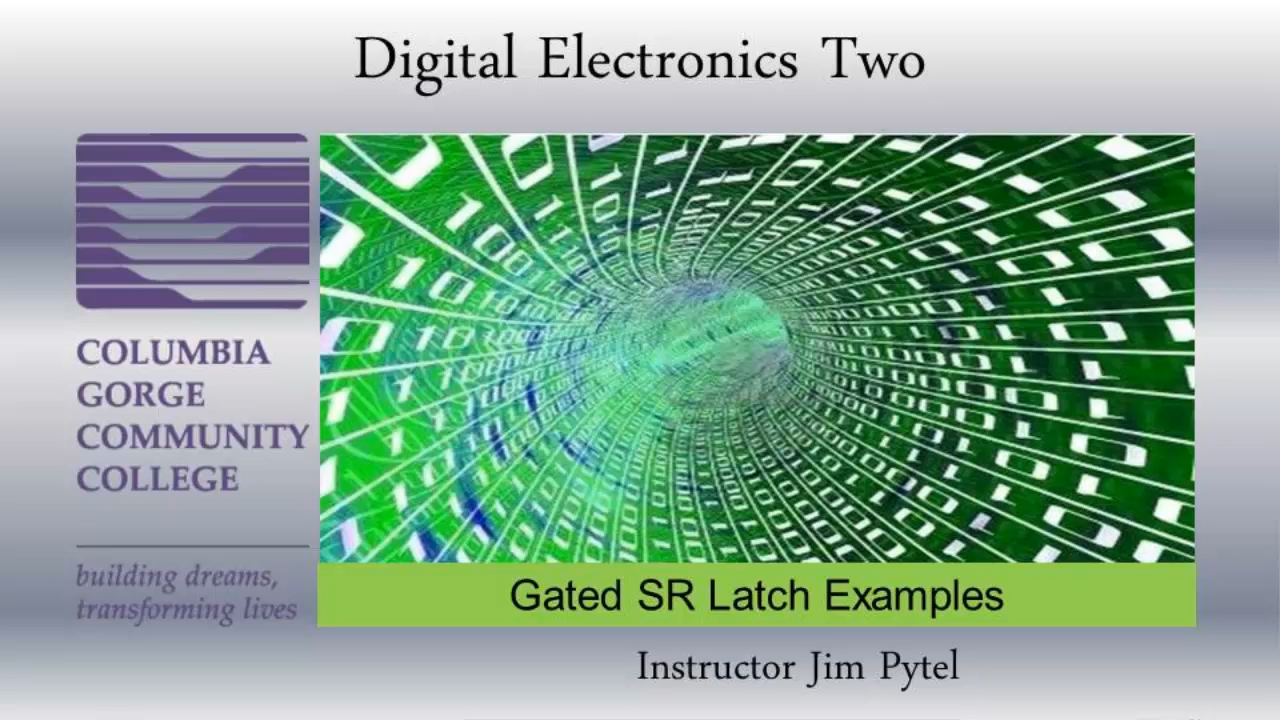 Digital Electronics Two
COLUMBIA
GORGE
COMMUNITY
COLLEGE
building dreams,
transforming lives
Gated SR Latch Examples
Instructor Jim Pytel